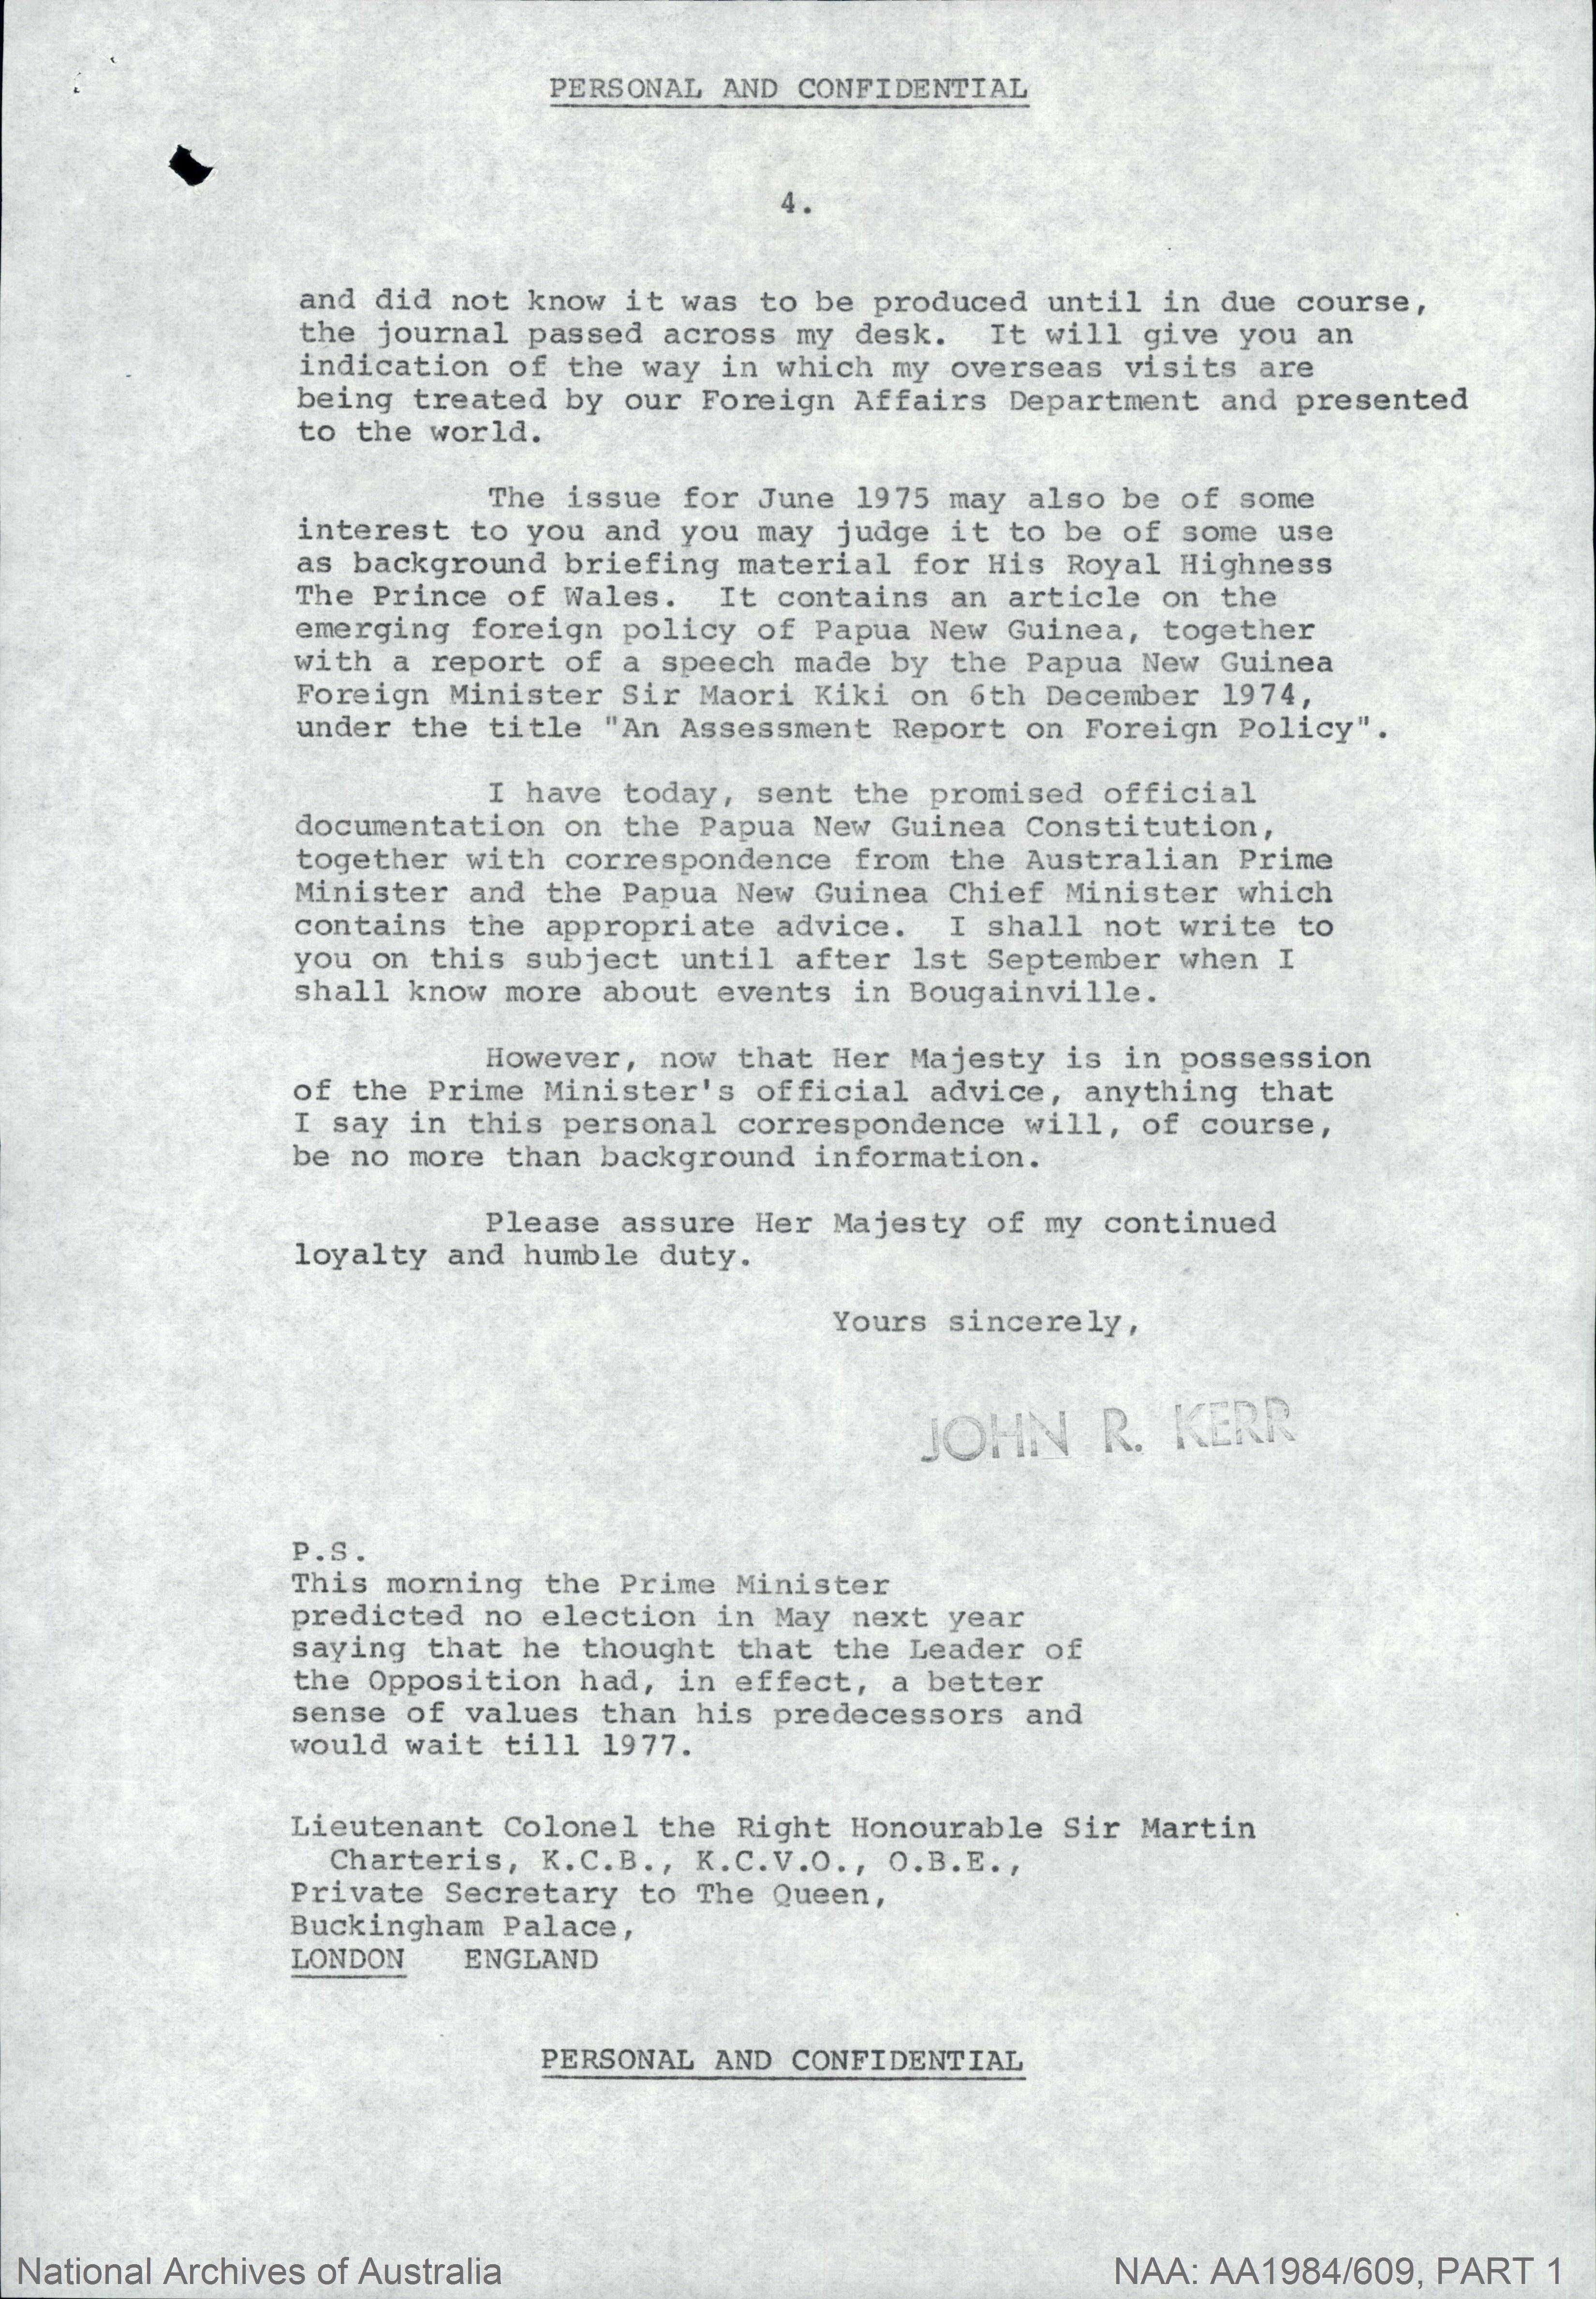 PERSONAL AND CONFIDENTIAL
4.
and did not know it was to be produced until in due course,
the journal passed across my desk. It will give you an
indication of the way in which my overseas visits are
being treated by our Foreign Affairs Department and presented
to the world.
The issue for June 1975 may also be of some
interest to you and you may judge it to be of some use
as background briefing material for His Royal Highness
The Prince of Wales. It contains an article on the
emerging foreign policy of Papua New Guinea, together
with a report of a speech made by the Papua New Guinea
Foreign Minister Sir Maori Kiki on 6th December 1974,
under the title "An Assessment Report on Foreign Policy".
I have today, sent the promised official
documentation on the Papua New Guinea Constitution,
together with correspondence from the Australian Prime
Minister and the Papua New Guinea Chief Minister which
contains the appropriate advice. I shall not write to
you on this subject until after 1st September when I
shall know more about events in Bougainville.
However, now that Her Majesty is in possession
of the Prime Minister's official advice, anything that
I say in this personal correspondence will, of course,
be no more than background information.
Please assure Her Majesty of my continued
loyalty and humble duty.
Yours sincerely,
JOHN R. KERR
P.S.
This morning the Prime Minister
predicted no election in May next year
saying that he thought that the Leader of
the Opposition had, in effect, a better
sense of values than his predecessors and
would wait till 1977.
Lieutenant Colonel the Right Honourable Sir Martin
Charteris, K.C.B., K.C.V.O., O.B.E.,
Private Secretary to The Queen,
Buckingham Palace,
LONDON ENGLAND
PERSONAL AND CONFIDENTIAL
National Archives of Australia
NAA: AA1984/609, PART 1